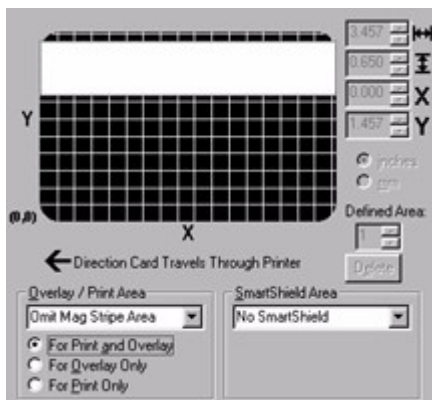 3.457
0.650
0.000 X
Y 1.457 Y
inches
mm
(0,0)
X
Defined Area:
1
Direction Card Travels Through Printer
Delete
Overlay / Print Area
SmartShield Area
Omit Mag Stripe Area
No SmartShield
For Print and Overlay
For Overlay Only
For Print Only